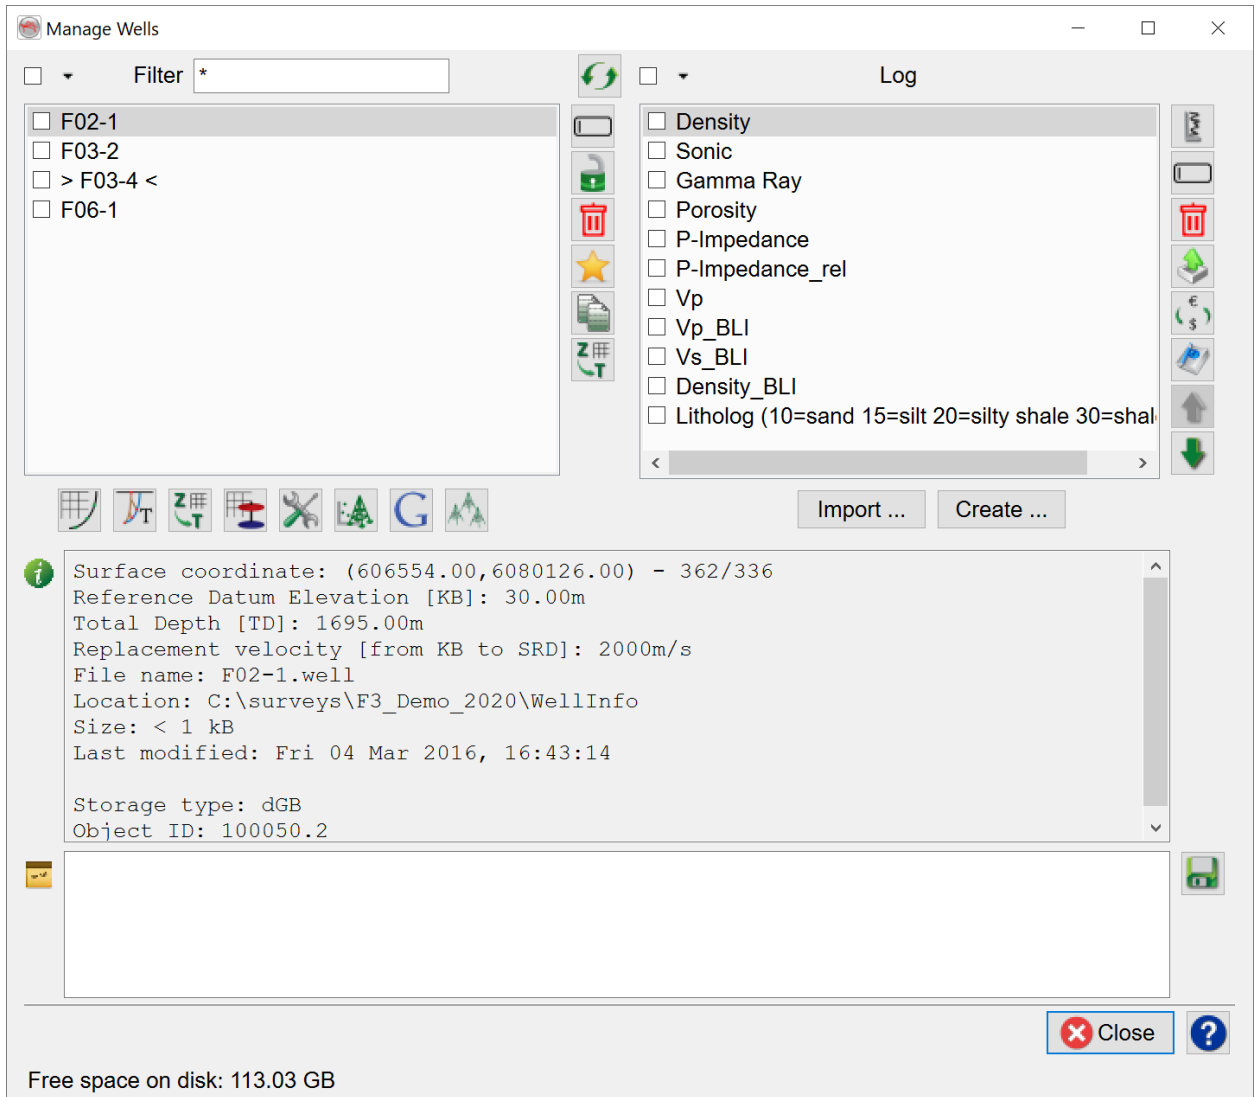 Manage Wells
Filter *
Log
F02-1
F03-2
> F03-4 <
F06-1
Density
Sonic
Gamma Ray
Porosity
P-Impedance
P-Impedance_rel
Vp
Vp_BLI
Vs_BLI
Density_BLI
Litholog (10=sand 15=silt 20=silty shale 30=shal
Z
T
€
$
P
T
Z
T
G
Import ...
Create ...
i
Surface coordinate: (606554.00,6080126.00) - 362/336
Reference Datum Elevation [KB]: 30.00m
Total Depth [TD]: 1695.00m
Replacement velocity [from KB to SRD]: 2000m/s
File name: F02-1.well
Location: C:\surveys\F3_Demo_2020\WellInfo
Size: < 1 kB
Last modified: Fri 04 Mar 2016, 16:43:14
Storage type: dGB
Object ID: 100050.2
Close
?
Free space on disk: 113.03 GB